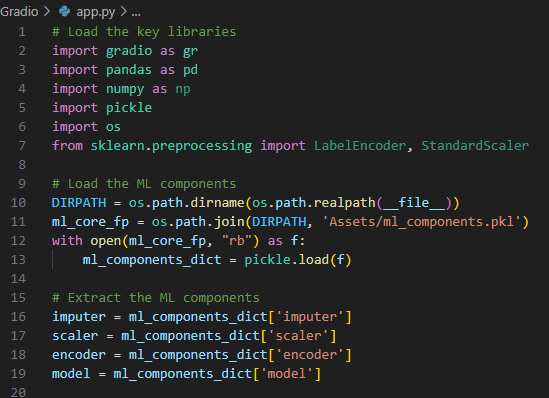 Gradio > app.py > ...
1 # Load the key libraries
2 import gradio as gr
3 import pandas as pd
4 import numpy as np
5 import pickle
6 import os
7 from sklearn.preprocessing import LabelEncoder, StandardScaler
8
9 # Load the ML components
10 DIRPATH = os.path.dirname(os.path.realpath(__file__))
11 ml_core_fp = os.path.join(DIRPATH, 'Assets/ml_components.pkl')
12 with open(ml_core_fp, "rb") as f:
13     ml_components_dict = pickle.load(f)
14
15 # Extract the ML components
16 imputer = ml_components_dict['imputer']
17 scaler = ml_components_dict['scaler']
18 encoder = ml_components_dict['encoder']
19 model = ml_components_dict['model']
20